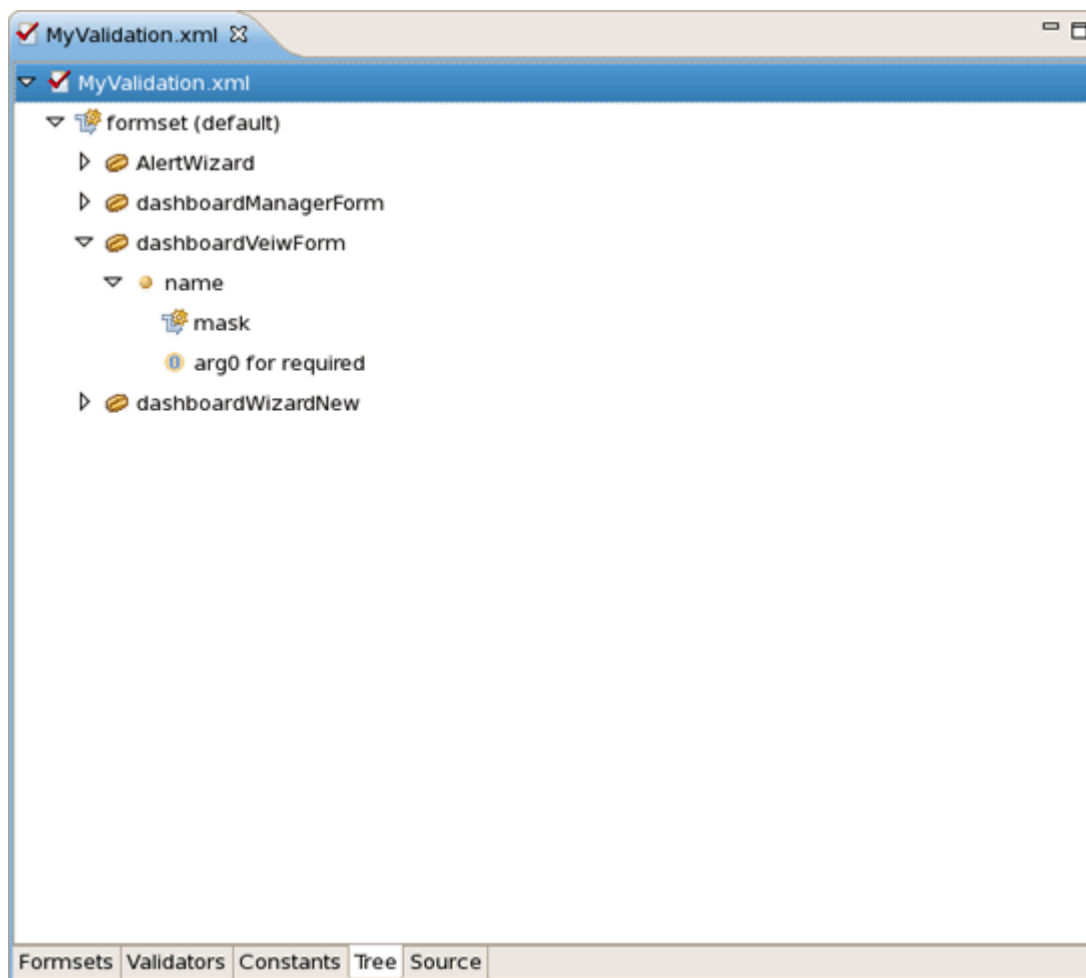 MyValidation.xml
MyValidation.xml
formset (default)
AlertWizard
dashboardManagerForm
dashboardVeiwForm
name
mask
0 arg0 for required
dashboardWizardNew
Formsets Validators Constants Tree Source